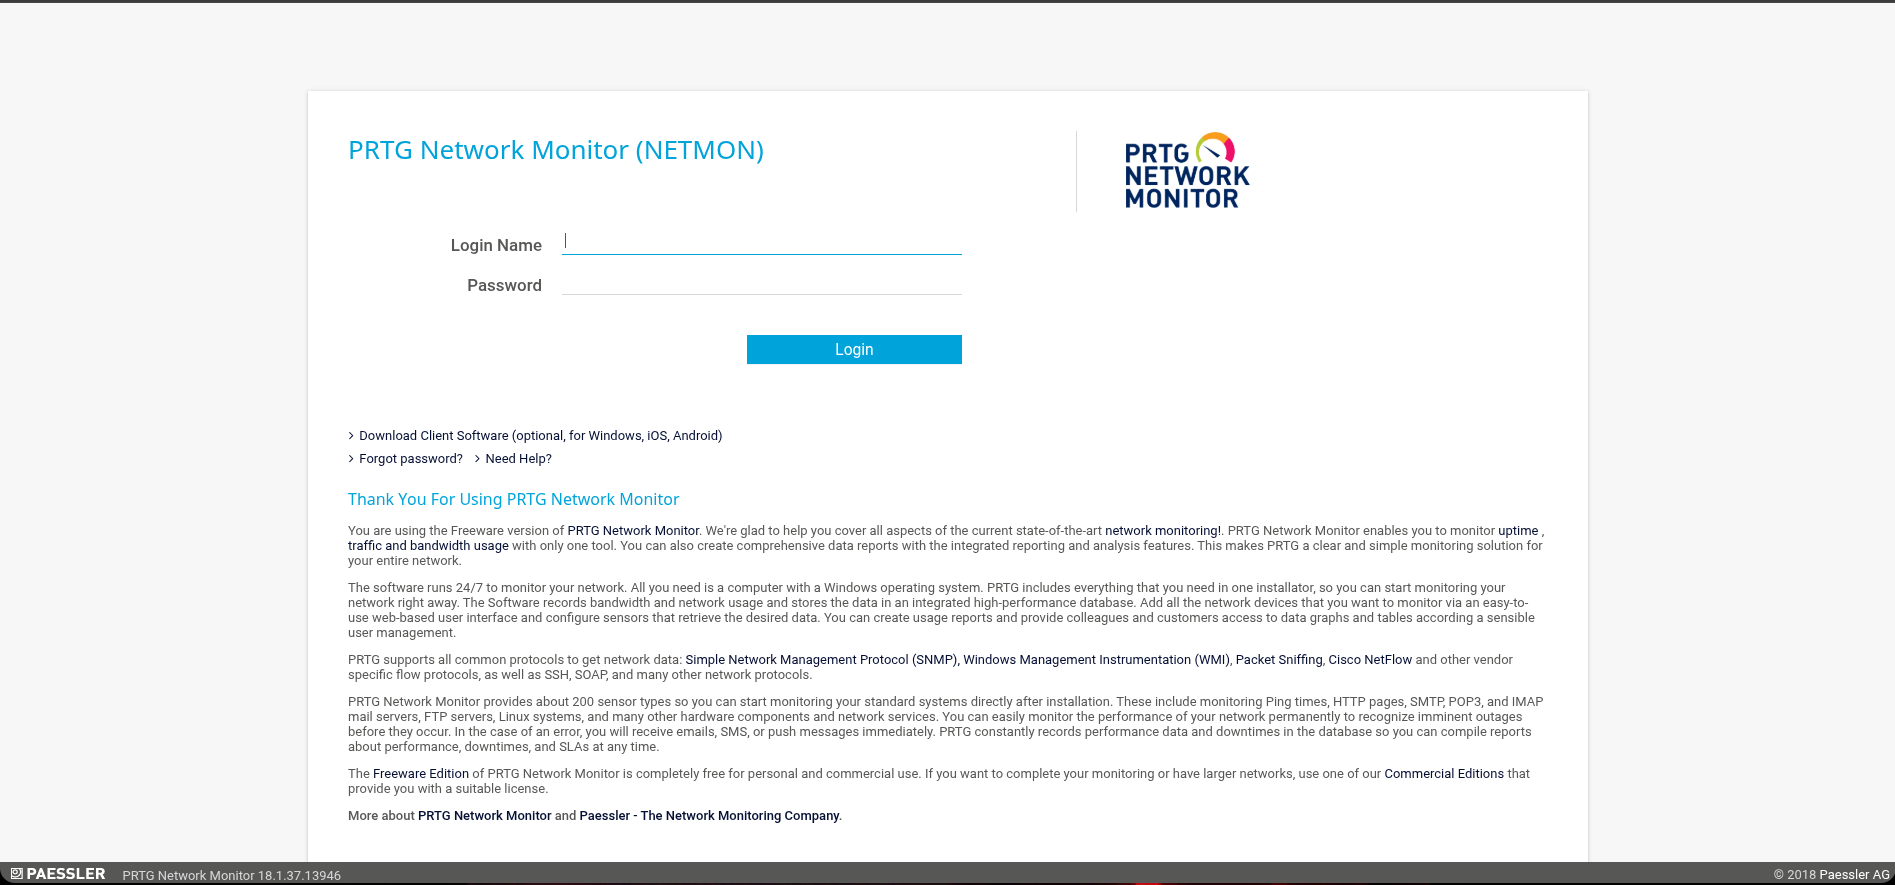 PRTG Network Monitor (NETMON)
PRTG
NETWORK
MONITOR
Login Name
Password
Login
Download Client Software (optional, for Windows, iOS, Android)
Forgot password? Need Help?
Thank You For Using PRTG Network Monitor
You are using the Freeware version of PRTG Network Monitor. We're glad to help you cover all aspects of the current state-of-the-art network monitoring!. PRTG Network Monitor enables you to monitor uptime ,
traffic and bandwidth usage with only one tool. You can also create comprehensive data reports with the integrated reporting and analysis features. This makes PRTG a clear and simple monitoring solution for
your entire network.
The software runs 24/7 to monitor your network. All you need is a computer with a Windows operating system. PRTG includes everything that you need in one installator, so you can start monitoring your
network right away. The Software records bandwidth and network usage and stores the data in an integrated high-performance database. Add all the network devices that you want to monitor via an easy-to-
use web-based user interface and configure sensors that retrieve the desired data. You can create usage reports and provide colleagues and customers access to data graphs and tables according a sensible
user management.
PRTG supports all common protocols to get network data: Simple Network Management Protocol (SNMP), Windows Management Instrumentation (WMI), Packet Sniffing, Cisco NetFlow and other vendor
specific flow protocols, as well as SSH, SOAP, and many other network protocols.
PRTG Network Monitor provides about 200 sensor types so you can start monitoring your standard systems directly after installation. These include monitoring Ping times, HTTP pages, SMTP, POP3, and IMAP
mail servers, FTP servers, Linux systems, and many other hardware components and network services. You can easily monitor the performance of your network permanently to recognize imminent outages
before they occur. In the case of an error, you will receive emails, SMS, or push messages immediately. PRTG constantly records performance data and downtimes in the database so you can compile reports
about performance, downtimes, and SLAs at any time.
The Freeware Edition of PRTG Network Monitor is completely free for personal and commercial use. If you want to complete your monitoring or have larger networks, use one of our Commercial Editions that
provide you with a suitable license.
More about PRTG Network Monitor and Paessler - The Network Monitoring Company.
PAESSLER PRTG Network Monitor 18.1.37.13946 © 2018 Paessler AG